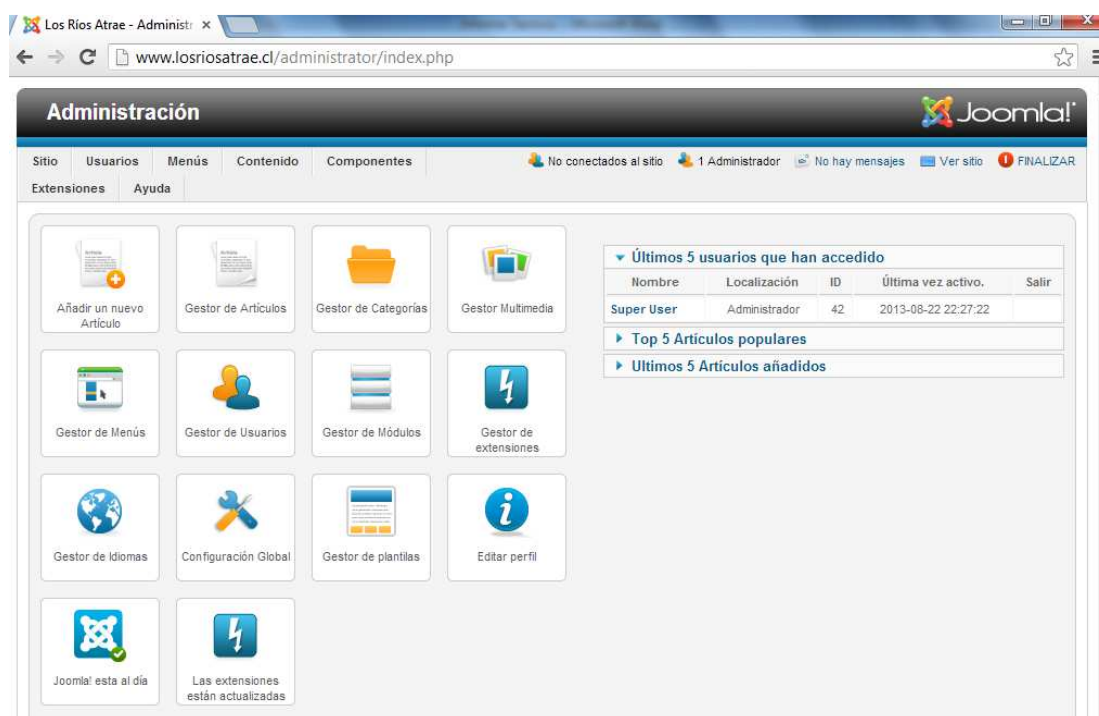 Los Ríos Atrae - Administr
www.losriosatrae.cl/administrator/index.php
Administración
Joomla!
Sitio Usuarios Menús Contenido Componentes
No conectados al sitio 1 Administrador No hay mensajes Ver sitio FINALIZAR
Extensiones Ayuda
Añadir un nuevo
Artículo
Gestor de Artículos
Gestor de Categorías
Gestor Multimedia
Gestor de Menús
Gestor de Usuarios
Gestor de Módulos
Gestor de
extensiones
Gestor de Idiomas
Configuración Global
Gestor de plantilas
Editar perfil
Joomla! esta al día
Las extensiones
están actualizadas
Últimos 5 usuarios que han accedido
Nombre Localización ID Última vez activo. Salir
Super User Administrador 42 2013-08-22 22:27:22
Top 5 Artículos populares
Ultimos 5 Artículos añadidos